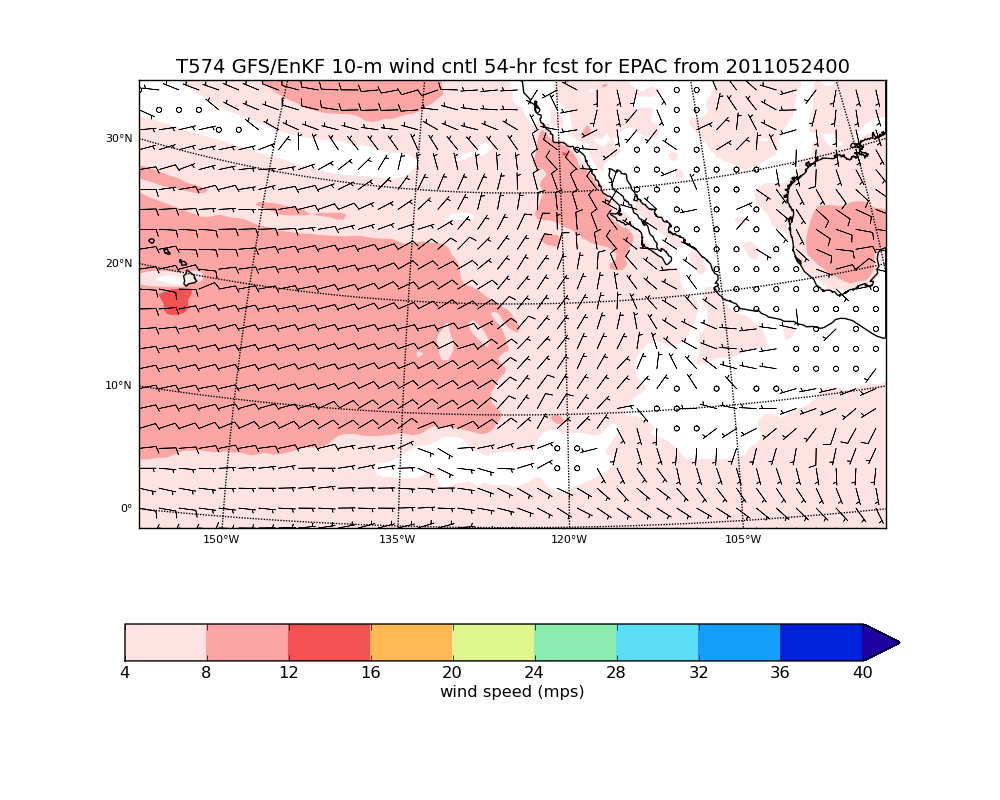 T574 GFS/EnKF 10-m wind cntl 54-hr fcst for EPAC from 2011052400
30°N
20°N
10°N
0°
150°W 135°W 120°W 105°W
4 8 12 16 20 24 28 32 36 40
wind speed (mps)